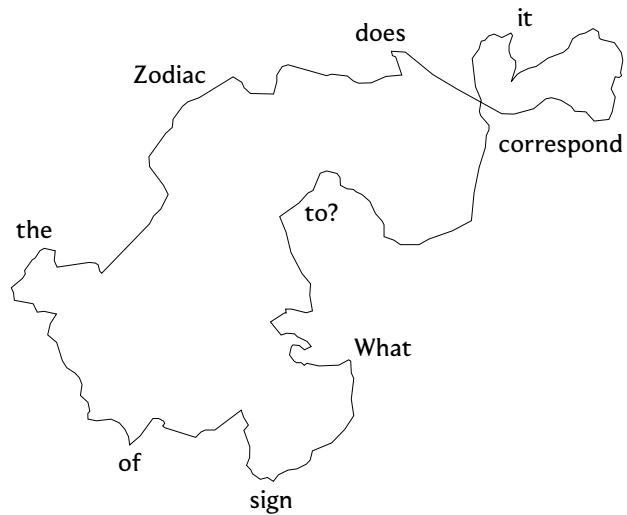 What
sign
of
the
Zodiac
does
it
correspond
to?